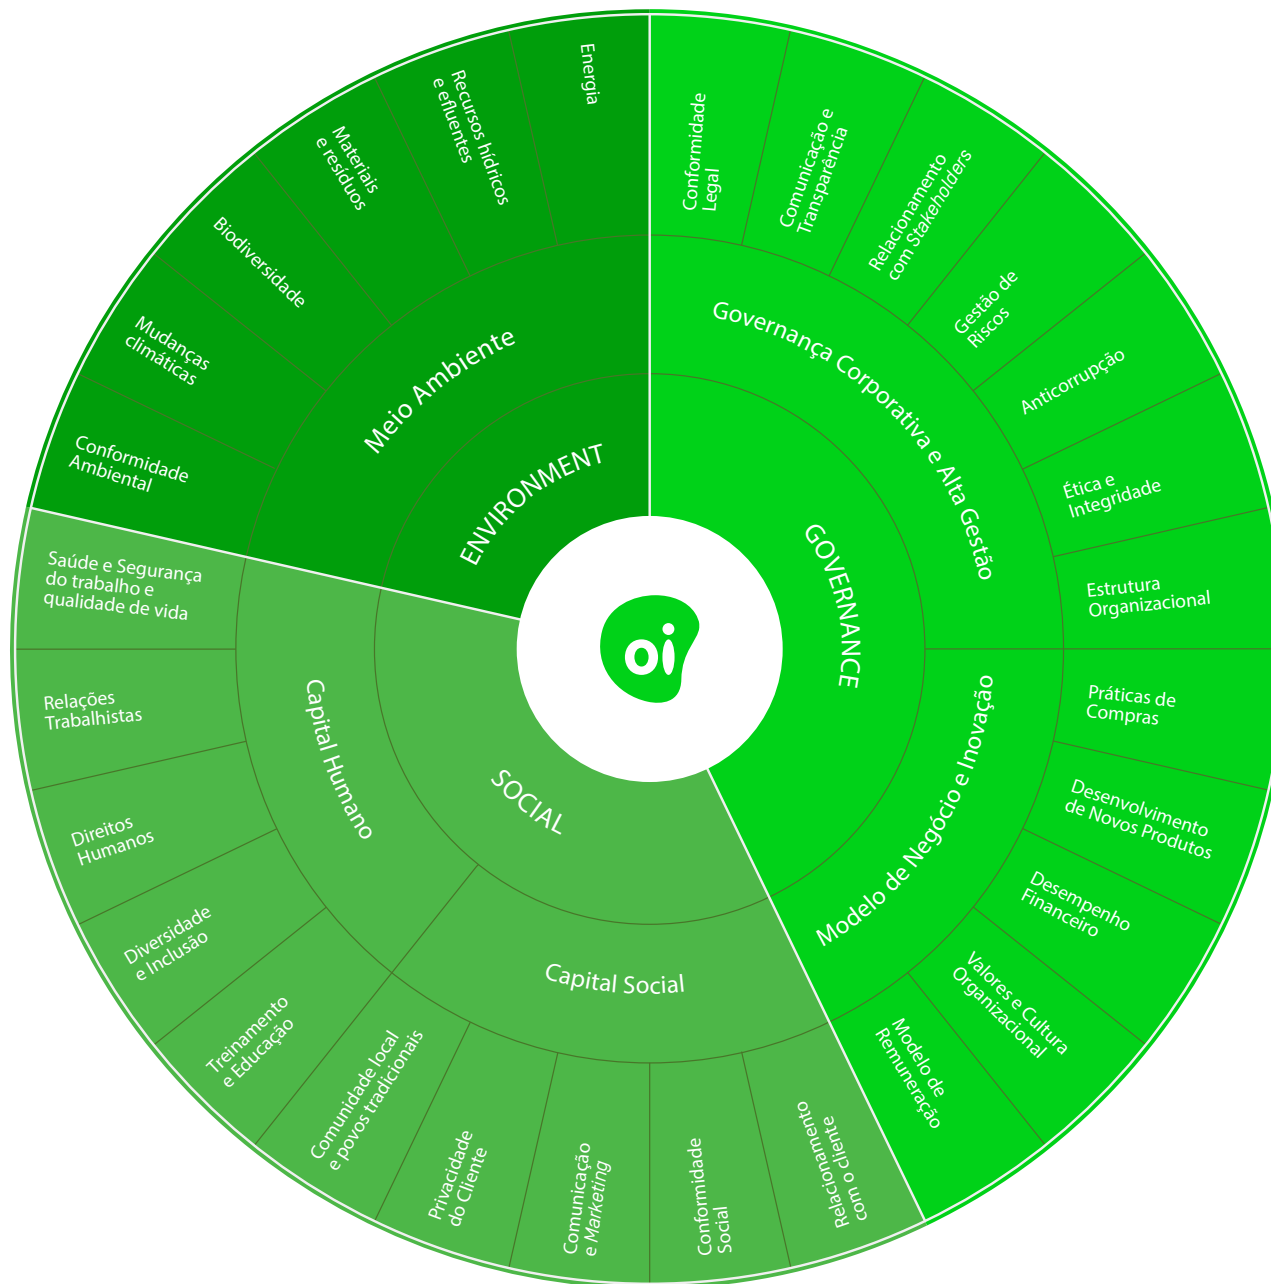 oi
ENVIRONMENT
Meio Ambiente
Conformidade
Ambiental
Mudanças
climáticas
Biodiversidade
Materiais
e resíduos
Recursos hídricos
e efluentes
Energia
GOVERNANCE
Governança Corporativa e Alta Gestão
Conformidade
Legal
Comunicação e
Transparência
Relacionamento
com Stakeholders
Gestão de
Riscos
Anticorrupção
Ética e
Integridade
Estrutura
Organizacional
Modelo de Negócio e Inovação
Práticas de
Compras
Desenvolvimento
de Novos Produtos
Desempenho
Financeiro
Valores e Cultura
Organizacional
Modelo de
Remuneração
SOCIAL
Capital Social
Relacionamento
com o cliente
Conformidade
Social
Comunicação
e Marketing
Privacidade
do Cliente
Comunidade local
e povos tradicionais
Capital Humano
Treinamento
e Educação
Diversidade
e Inclusão
Direitos
Humanos
Relações
Trabalhistas
Saúde e Segurança
do trabalho e
qualidade de vida